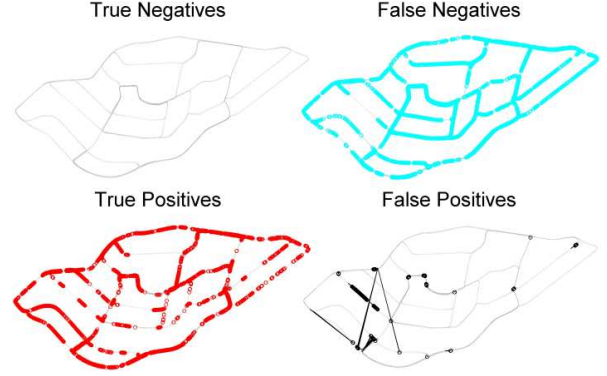 True Negatives
False Negatives
True Positives
False Positives